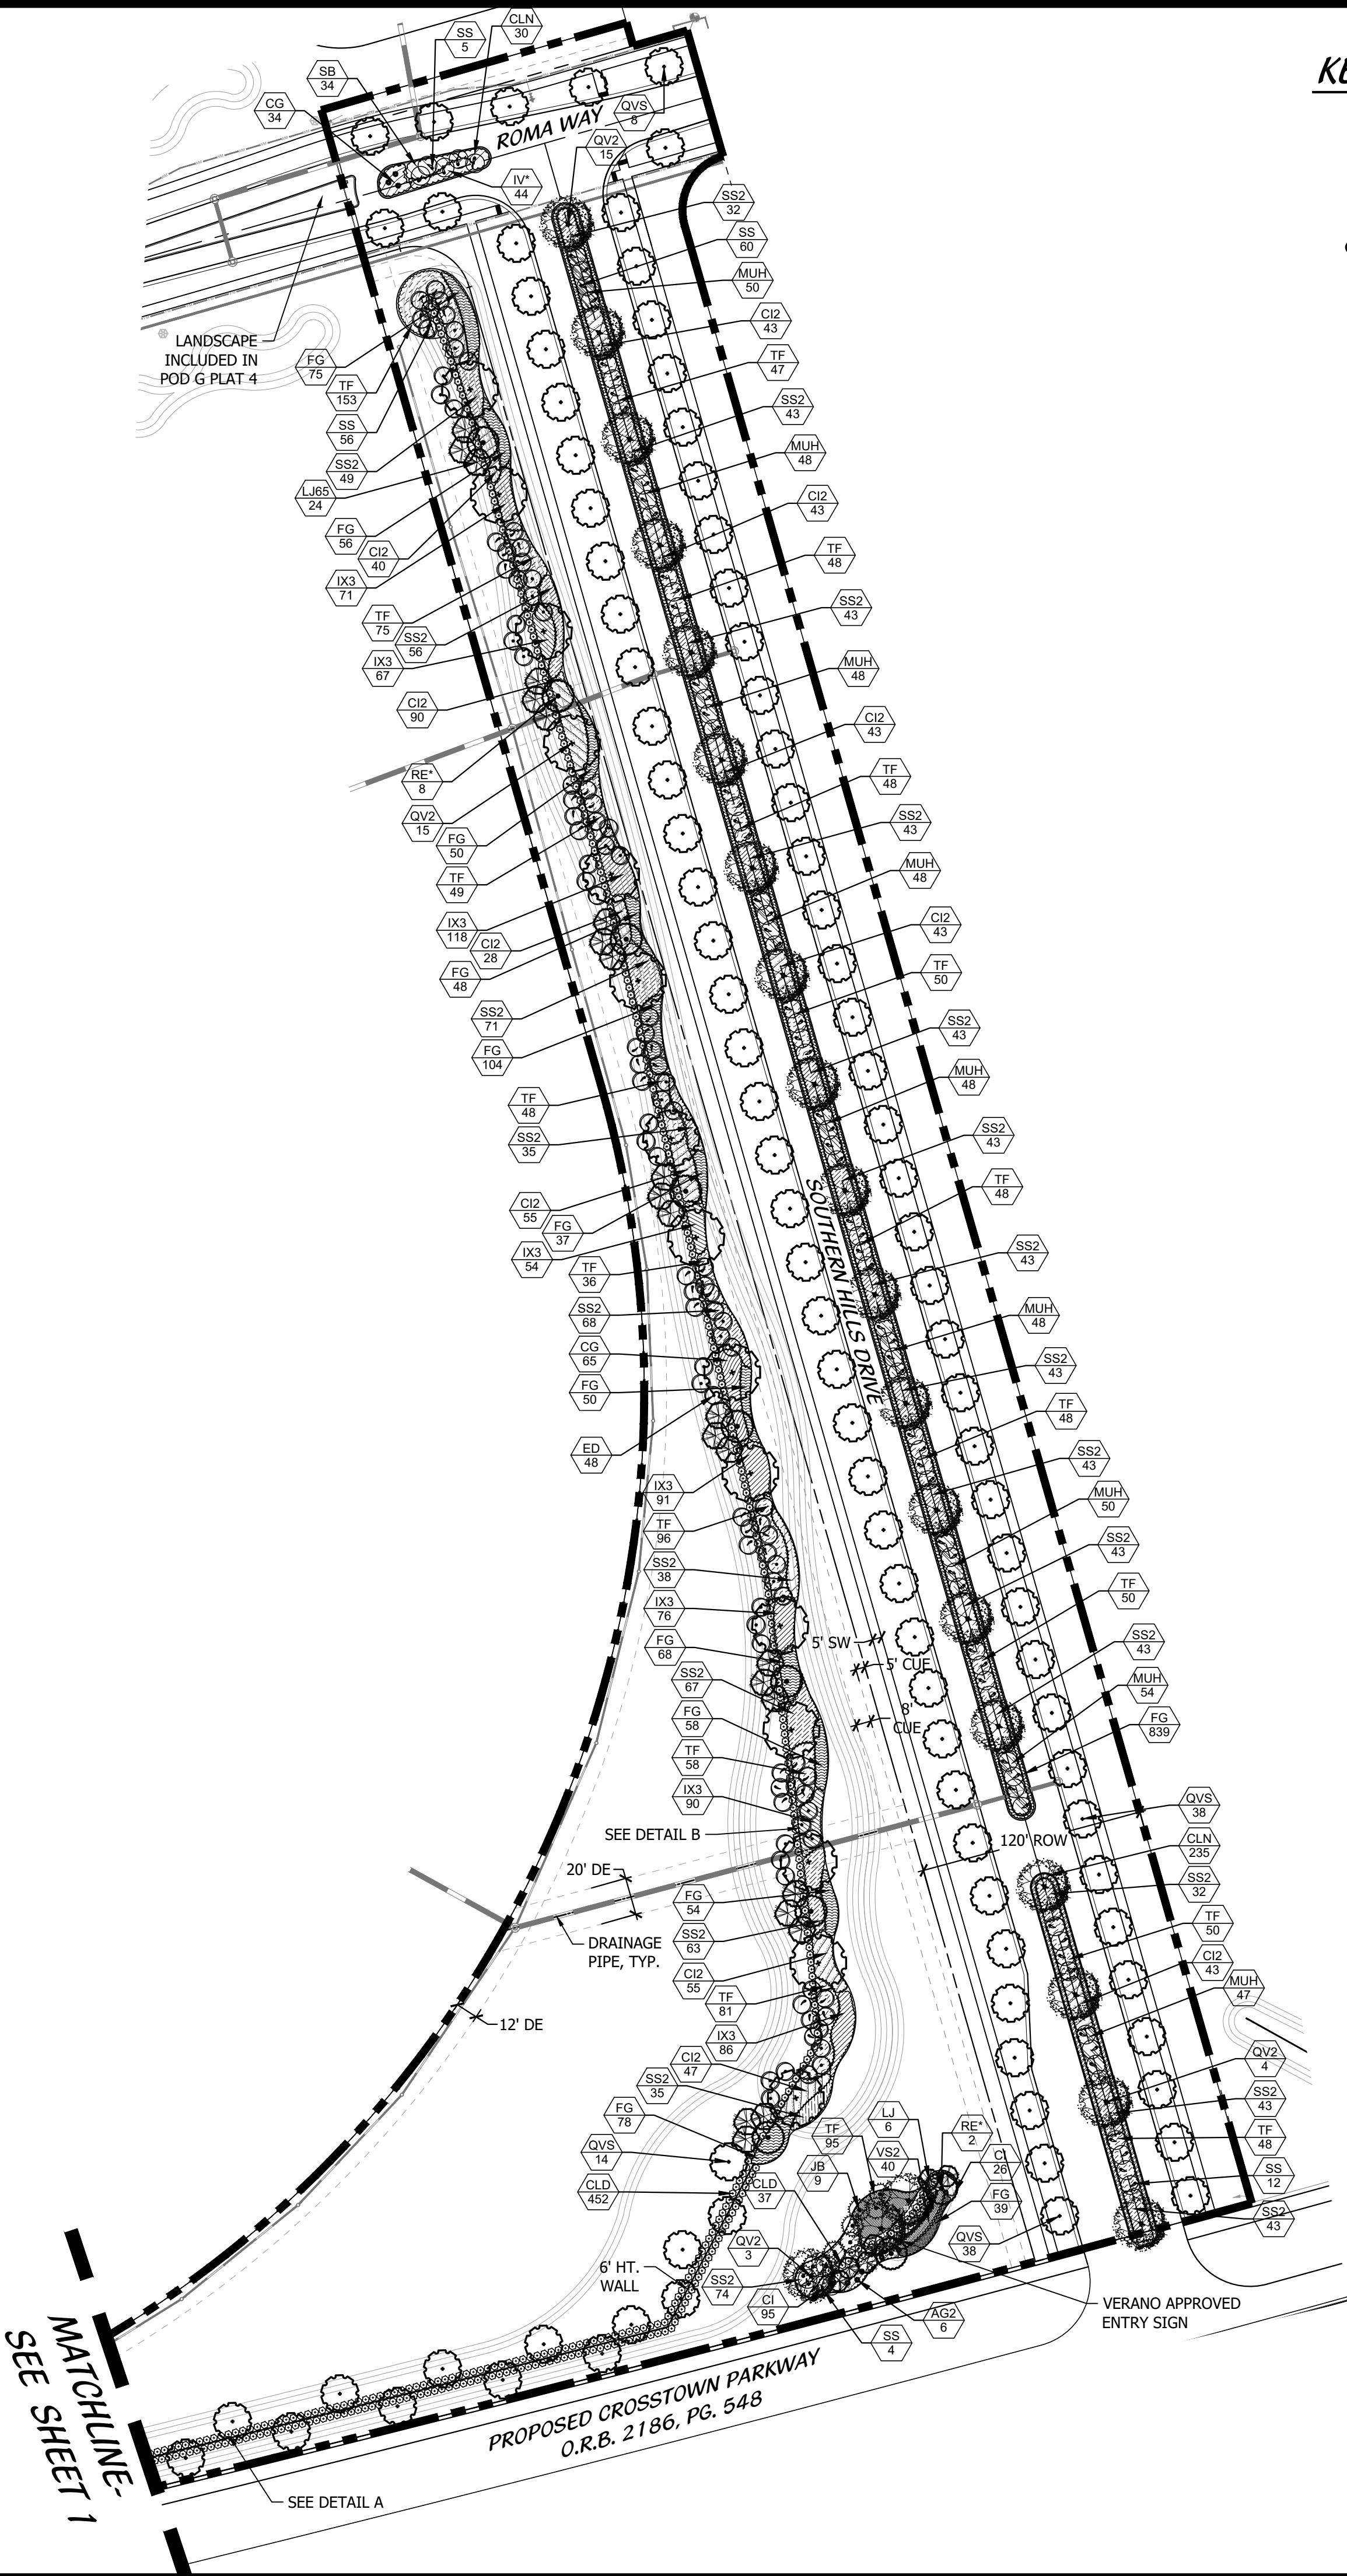 KE
CLN
30
SS
5
SB
34
CG
34
QVS
8
ROMA WAY
QV2
15
IV*
44
SS2
32
SS
60
MUH
50
CI2
43
TF
47
SS2
43
MUH
48
CI2
43
TF
48
SS2
43
MUH
48
CI2
43
TF
48
SS2
43
MUH
48
CI2
43
TF
50
SS2
43
MUH
48
SS2
43
TF
48
SS2
43
MUH
48
SS2
43
TF
48
SS2
43
MUH
50
SS2
43
TF
50
SS2
43
MUH
54
FG
839
QVS
38
CLN
235
SS2
32
TF
50
CI2
43
MUH
47
QV2
4
SS2
43
TF
48
SS
12
SS2
43
LANDSCAPE
INCLUDED IN
POD G PLAT 4
FG
75
TF
153
SS
56
SS2
49
LJ65
24
FG
56
CI2
40
IX3
71
TF
75
SS2
56
IX3
67
CI2
90
RE*
8
QV2
15
FG
50
TF
49
IX3
118
CI2
28
FG
48
SS2
71
FG
104
TF
48
SS2
35
CI2
55
FG
37
IX3
54
TF
36
SS2
68
CG
65
FG
50
ED
48
IX3
91
TF
96
SS2
38
IX3
76
FG
68
SS2
67
FG
58
TF
58
IX3
90
SEE DETAIL B
20' DE
FG
54
SS2
63
DRAINAGE
PIPE, TYP.
CI2
55
TF
81
12' DE
IX3
86
CI2
47
SS2
35
FG
78
QVS
14
CLD
452
SOUTHERN HILLS DRIVE
5' SW
5' CUE
8'
CUE
120' ROW
LJ
6
RE*
2
TF
95
VS2
40
CI
26
JB
9
CLD
37
FG
39
QVS
38
QV2
3
SS2
74
CI
95
AG2
6
SS
4
6' HT.
WALL
VERANO APPROVED
ENTRY SIGN
PROPOSED CROSSTOWN PARKWAY
O.R.B. 2186, PG. 548
MATCHLINE-
SEE SHEET 1
SEE DETAIL A